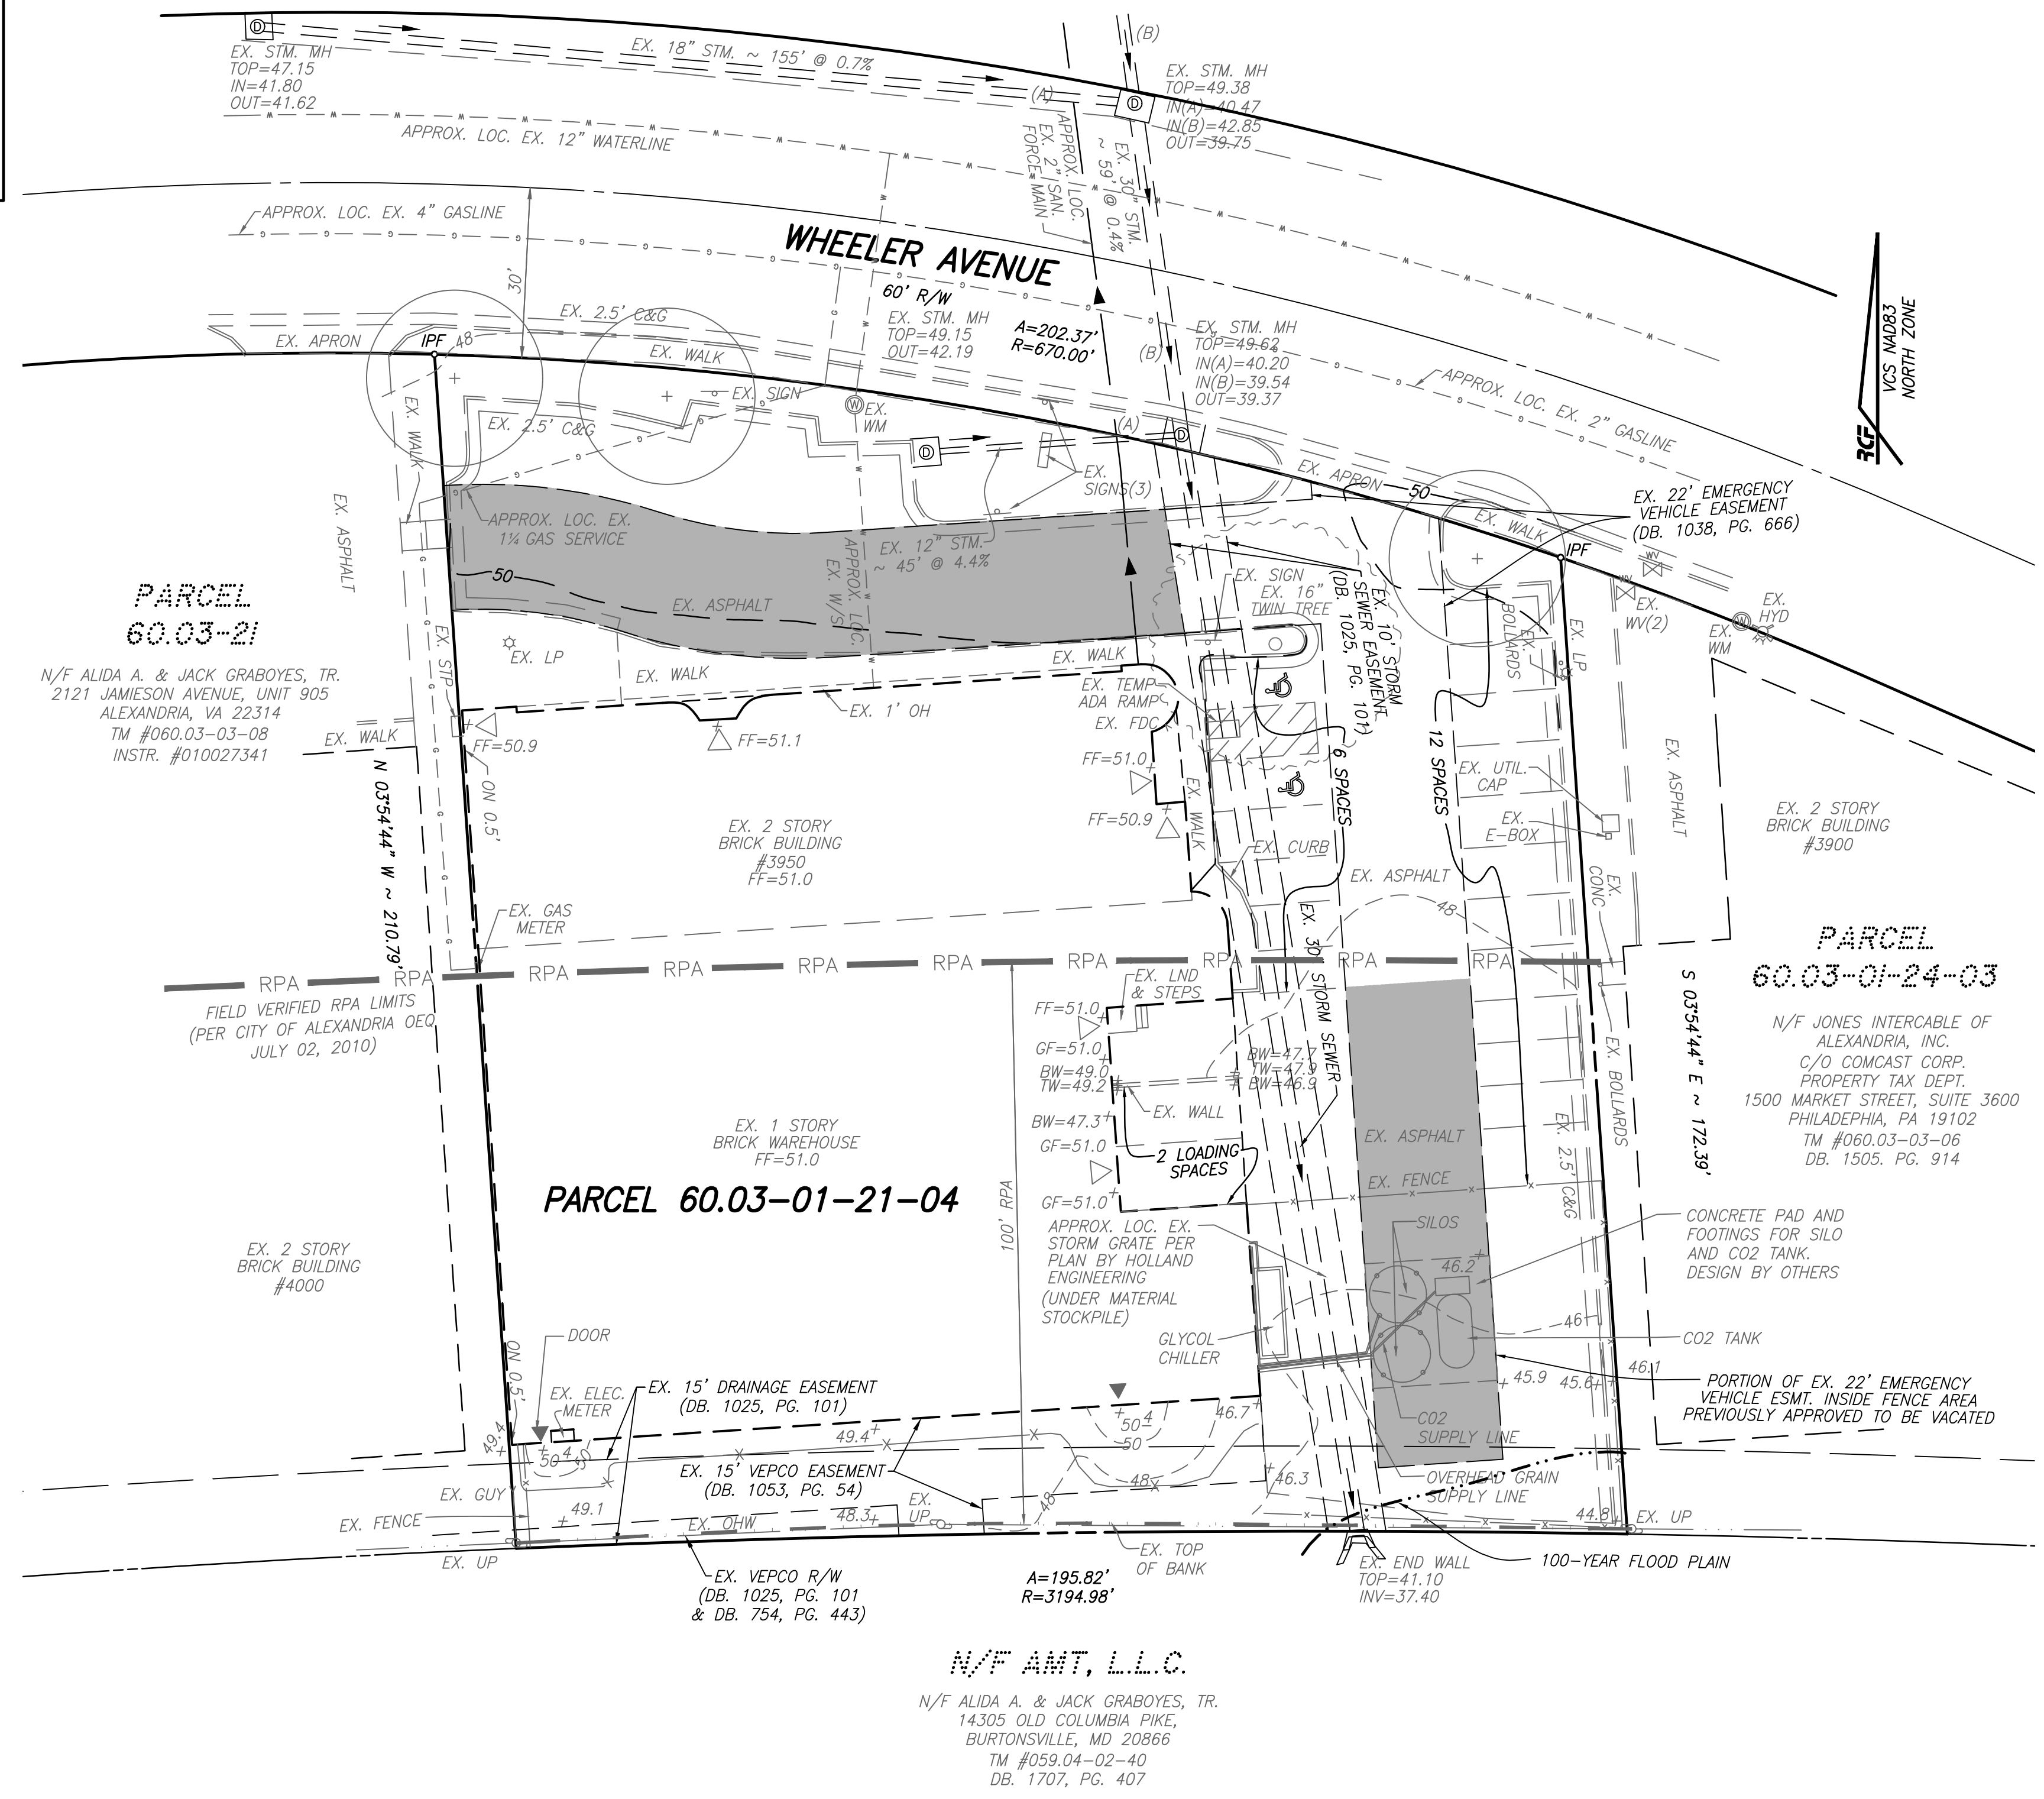 (B)
EX. STM. MH
TOP=47.15
IN=41.80
OUT=41.62
EX. 18" STM. ~ 155' @ 0.7%
(A)
EX. STM. MH
TOP=49.38
IN(A)=40.47
IN(B)=42.85
OUT=39.75
APPROX. LOC. EX. 12" WATERLINE
APPROX. LOC.
EX. 2" SAN.
FORCE MAIN
EX. 30" STM.
~ 59' @ 0.4%
APPROX. LOC. EX. 4" GASLINE
30'
WHEELER AVENUE
60' R/W
EX. STM. MH
TOP=49.15
OUT=42.19
A=202.37'
R=670.00'
(B)
EX. STM. MH
TOP=49.62
IN(A)=40.20
IN(B)=39.54
OUT=39.37
APPROX. LOC. EX. 2" GASLINE
VCS NAD83
NORTH ZONE
EX. APRON
IPF
48
EX. 2.5' C&G
EX. WALK
EX. SIGN
EX.
WM
EX. 2.5' C&G
EX. WALK
(A)
EX.
SIGNS(3)
EX. APRON
50
EX. WALK
IPF
EX. 22' EMERGENCY
VEHICLE EASEMENT
(DB. 1038, PG. 666)
EX. ASPHALT
APPROX. LOC. EX.
1¼ GAS SERVICE
EX. 12" STM.
~ 45' @ 4.4%
APPROX. LOC.
EX. W/S
50
EX. ASPHALT
EX. SIGN
EX. 16"
TWIN TREE
EX. 10' STORM
SEWER EASEMENT
(DB. 1025, PG. 101)
EX.
BOLLARDS
EX. LP
WV
WV
EX.
WV(2)
EX.
HYD
EX.
WM
PARCEL
60.03-21
N/F ALIDA A. & JACK GRABOYES, TR.
2121 JAMIESON AVENUE, UNIT 905
ALEXANDRIA, VA 22314
TM #060.03-03-08
INSTR. #010027341
EX. STP
EX. LP
EX. WALK
EX. WALK
EX. 1' OH
EX. TEMP
ADA RAMP
EX. FDC
EX. WALK
FF=50.9
FF=51.1
FF=51.0
FF=50.9
EX. WALK
6 SPACES
12 SPACES
EX. UTIL.
CAP
EX.
E-BOX
EX. ASPHALT
N 03°54'44" W ~ 210.79'
ON 0.5'
EX. 2 STORY
BRICK BUILDING
#3950
FF=51.0
EX. CURB
EX. ASPHALT
48
EX.
CONC
EX. 2 STORY
BRICK BUILDING
#3900
EX. GAS
METER
EX. 30" STORM SEWER
RPA RPA RPA RPA RPA RPA RPA RPA RPA RPA
FIELD VERIFIED RPA LIMITS
(PER CITY OF ALEXANDRIA OEQ
JULY 02, 2010)
EX. LND
& STEPS
FF=51.0
GF=51.0
BW=49.0
TW=49.2
BW=47.7
TW=47.9
BW=46.9
EX. WALL
BW=47.3
GF=51.0
2 LOADING
SPACES
GF=51.0
EX. BOLLARDS
S 03°54'44" E ~ 172.39'
PARCEL
60.03-01-24-03
N/F JONES INTERCABLE OF
ALEXANDRIA, INC.
C/O COMCAST CORP.
PROPERTY TAX DEPT.
1500 MARKET STREET, SUITE 3600
PHILADEPHIA, PA 19102
TM #060.03-03-06
DB. 1505. PG. 914
EX. 1 STORY
BRICK WAREHOUSE
FF=51.0
PARCEL 60.03-01-21-04
100' RPA
EX. ASPHALT
EX. FENCE
EX. 2.5' C&G
APPROX. LOC. EX.
STORM GRATE PER
PLAN BY HOLLAND
ENGINEERING
(UNDER MATERIAL
STOCKPILE)
SILOS
46.2
CONCRETE PAD AND
FOOTINGS FOR SILO
AND CO2 TANK.
DESIGN BY OTHERS
EX. 2 STORY
BRICK BUILDING
#4000
46
GLYCOL
CHILLER
CO2 TANK
DOOR
ON 0.5'
EX. ELEC.
METER
EX. 15' DRAINAGE EASEMENT
(DB. 1025, PG. 101)
46.1
45.9
45.6
PORTION OF EX. 22' EMERGENCY
VEHICLE ESMT. INSIDE FENCE AREA
PREVIOUSLY APPROVED TO BE VACATED
46.7
CO2
SUPPLY LINE
49.4
50.4
50
49.4
50.4
50
EX. 15' VEPCO EASEMENT
(DB. 1053, PG. 54)
48
48
46.3
OVERHEAD GRAIN
SUPPLY LINE
EX. GUY
49.1
EX. FENCE
EX. OHW
48.3
EX.
UP
44.8
EX. UP
EX. UP
EX. TOP
OF BANK
EX. END WALL
TOP=41.10
INV=37.40
100-YEAR FLOOD PLAIN
EX. VEPCO R/W
(DB. 1025, PG. 101
& DB. 754, PG. 443)
A=195.82'
R=3194.98'
N/F AMT, L.L.C.
N/F ALIDA A. & JACK GRABOYES, TR.
14305 OLD COLUMBIA PIKE,
BURTONSVILLE, MD 20866
TM #059.04-02-40
DB. 1707, PG. 407